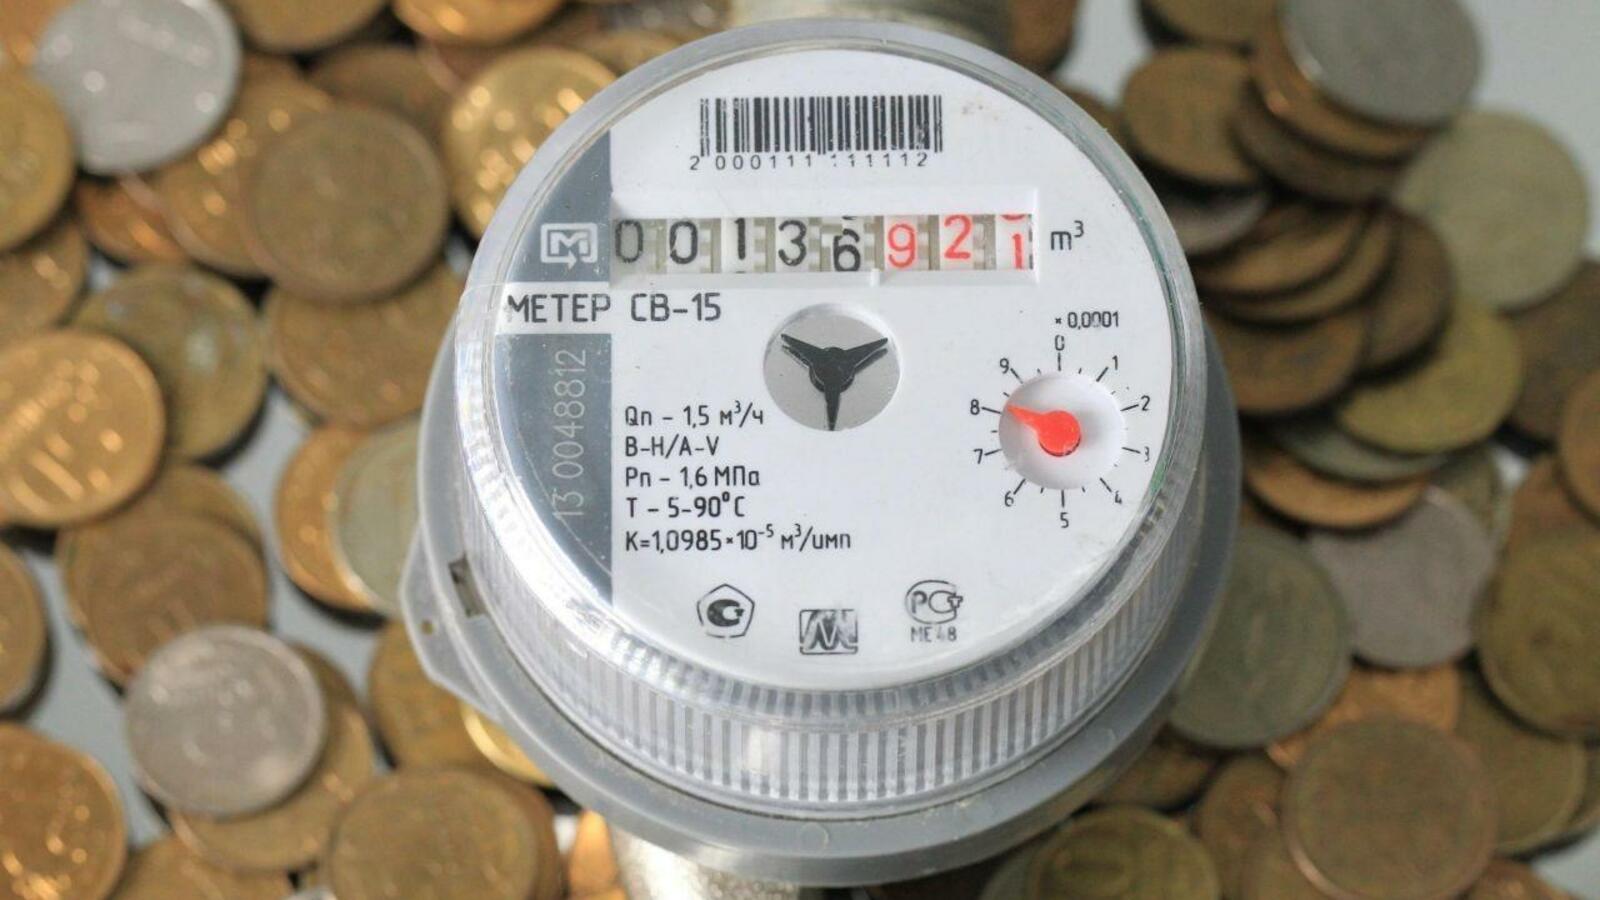 2 000111 111112
00136921 m³
МЕТЕР СВ-15
13 0048812
× 0,0001
0
1
2
3
4
5
6
7
8
9
Qn - 1,5 м³/ч
В-Н/А-V
Pn - 1,6 МПа
Т - 5-90°С
К=1,0985×10⁻⁵ м³/имп
РСТ
МЕ48